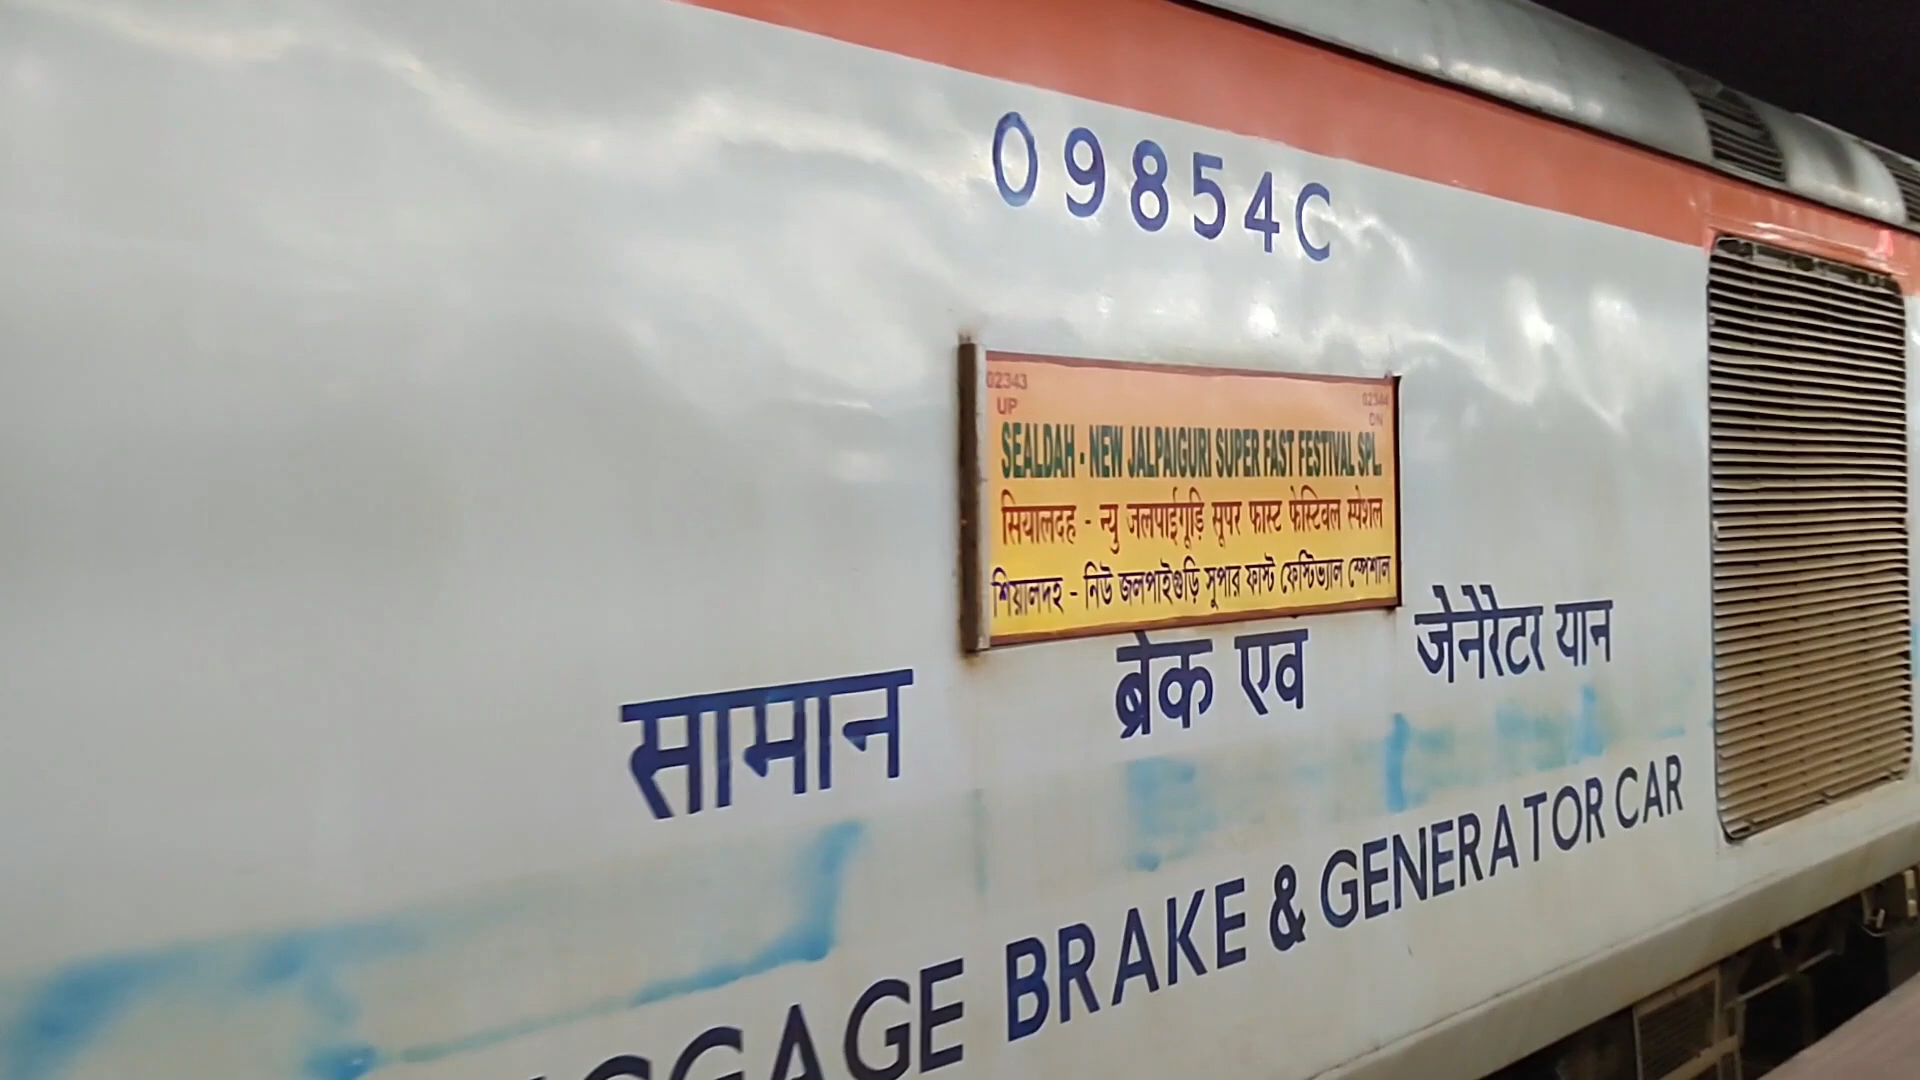 09854C
02343
UP
02344
DN
SEALDAH - NEW JALPAIGURI SUPER FAST FESTIVAL SPL.
सियालदह - न्यु जलपाईगूड़ि सूपर फास्ट फेस्टिवल स्पेशल
শিয়ালদহ - নিউ জলপাইগুড়ি সুপার ফাস্ট ফেস্টিভ্যাল স্পেশাল
सामान ब्रेक एवं जेनेरेटर यान
BRAKE & GENERATOR CAR